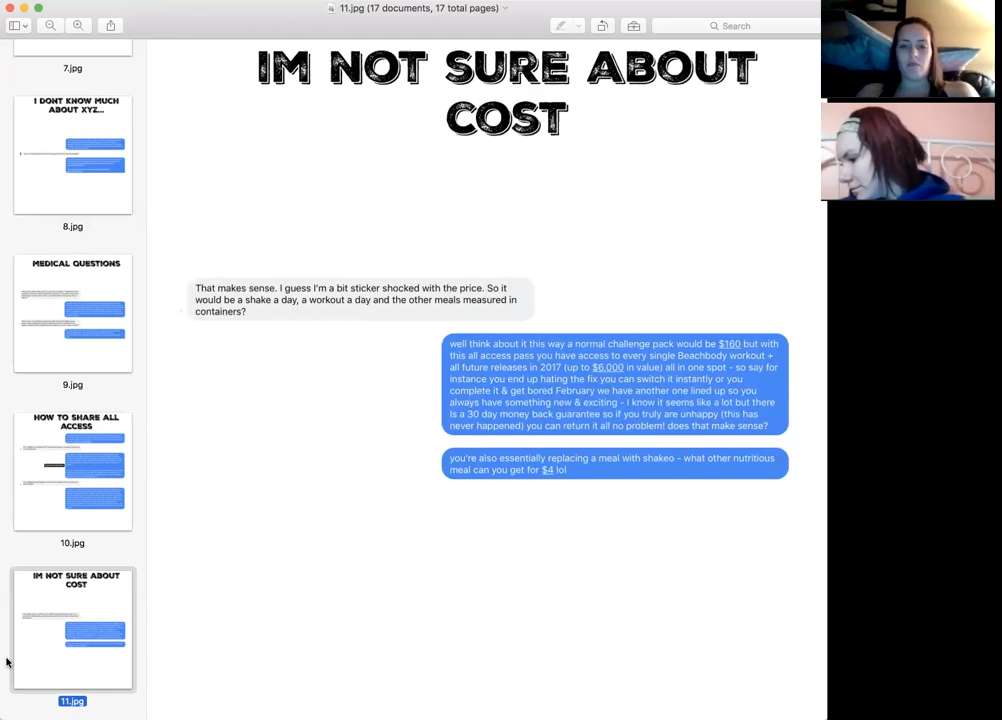 11.jpg (17 documents, 17 total pages)
Search
7.jpg
I DONT KNOW MUCH
ABOUT XYZ...
8.jpg
MEDICAL QUESTIONS
9.jpg
HOW TO SHARE ALL
ACCESS
10.jpg
IM NOT SURE ABOUT
COST
11.jpg
IM NOT SURE ABOUT
COST
That makes sense. I guess I'm a bit sticker shocked with the price. So it
would be a shake a day, a workout a day and the other meals measured in
containers?
well think about it this way a normal challenge pack would be $160 but with
this all access pass you have access to every single Beachbody workout +
all future releases in 2017 (up to $6,000 in value) all in one spot - so say for
instance you end up hating the fix you can switch it instantly or you
complete it & get bored February we have another one lined up so you
always have something new & exciting - I know it seems like a lot but there
Is a 30 day money back guarantee so if you truly are unhappy (this has
never happened) you can return it all no problem! does that make sense?
you're also essentially replacing a meal with shakeo - what other nutritious
meal can you get for $4 lol